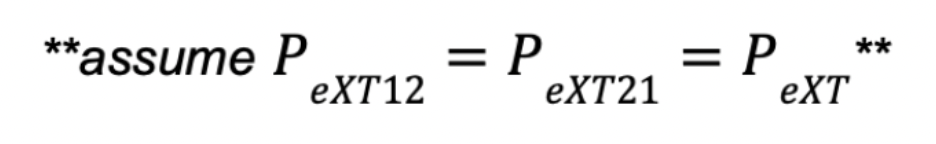 **assume P_eXT12 = P_eXT21 = P_eXT**